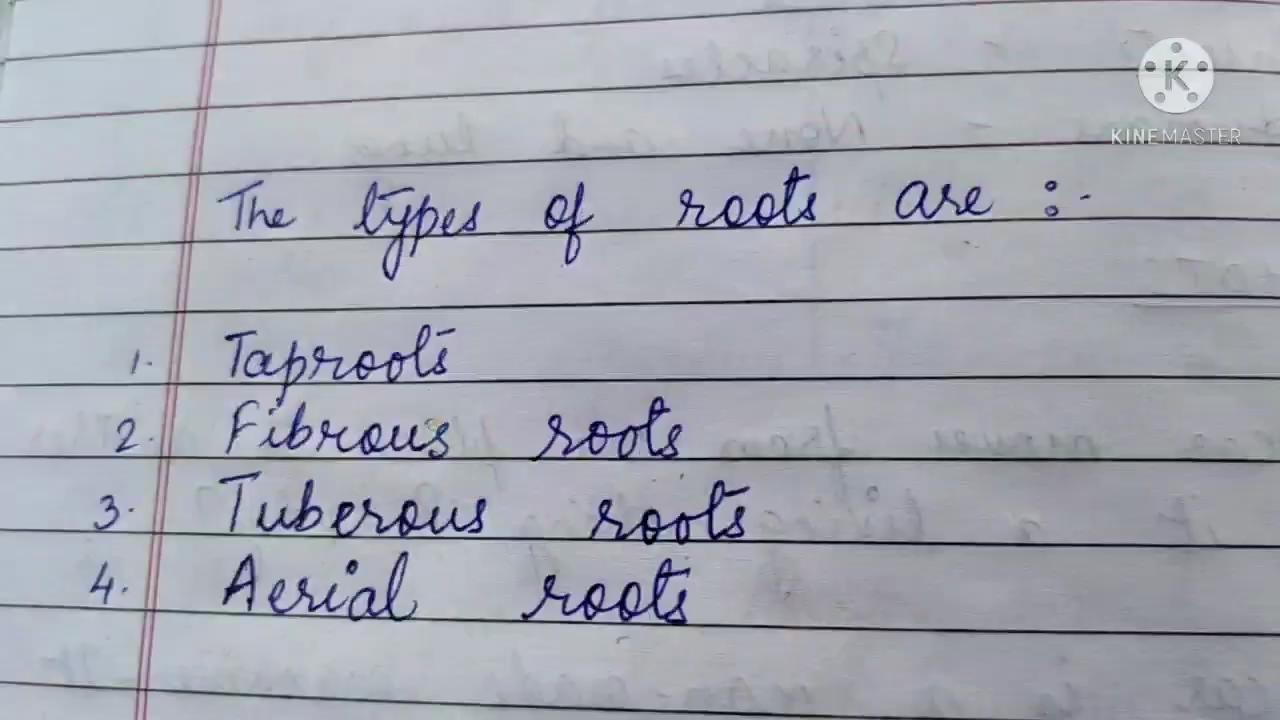 KINEMASTER
The types of roots are :-
1. Taproots
2. Fibrous roots
3. Tuberous roots
4. Aerial roots